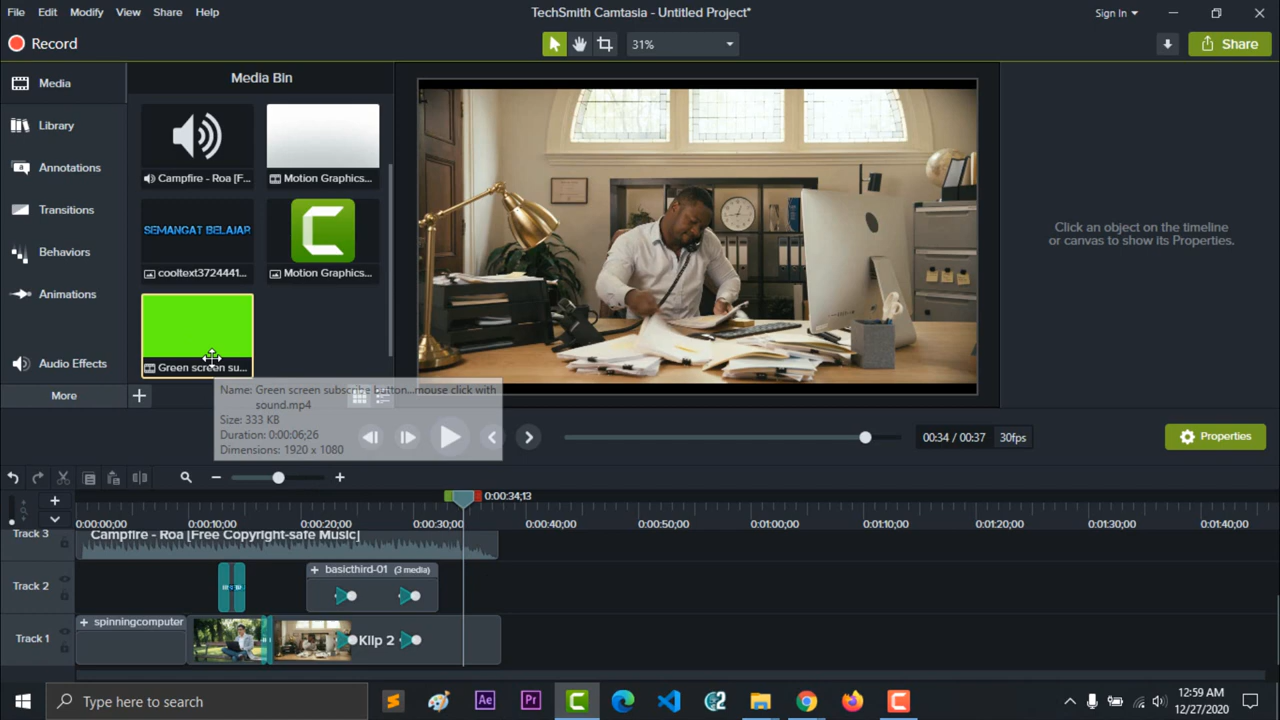 File Edit Modify View Share Help
TechSmith Camtasia - Untitled Project*
Sign In
Record
31%
Share
Media
Library
Annotations
Transitions
Behaviors
Animations
Audio Effects
More
Media Bin
Campfire - Roa [F...
Motion Graphics...
SEMANGAT BELAJAR
cooltext3724441...
Motion Graphics...
Green screen su...
Name: Green screen subscribe button...mouse click with
sound.mp4
Size: 333 KB
Duration: 0:00:06;26
Dimensions: 1920 x 1080
Click an object on the timeline
or canvas to show its Properties.
00:34 / 00:37 30fps
Properties
0:00:34;13
0:00:00;00 0:00:10;00 0:00:20;00 0:00:30;00 0:00:40;00 0:00:50;00 0:01:00;00 0:01:10;00 0:01:20;00 0:01:30;00 0:01:40;00
Track 3
Campfire - Roa [Free Copyright-safe Music]
Track 2
basicthird-01 (3 media)
Track 1
spinningcomputer
Klip 2
Type here to search
Ae
Pr
12:59 AM
12/27/2020